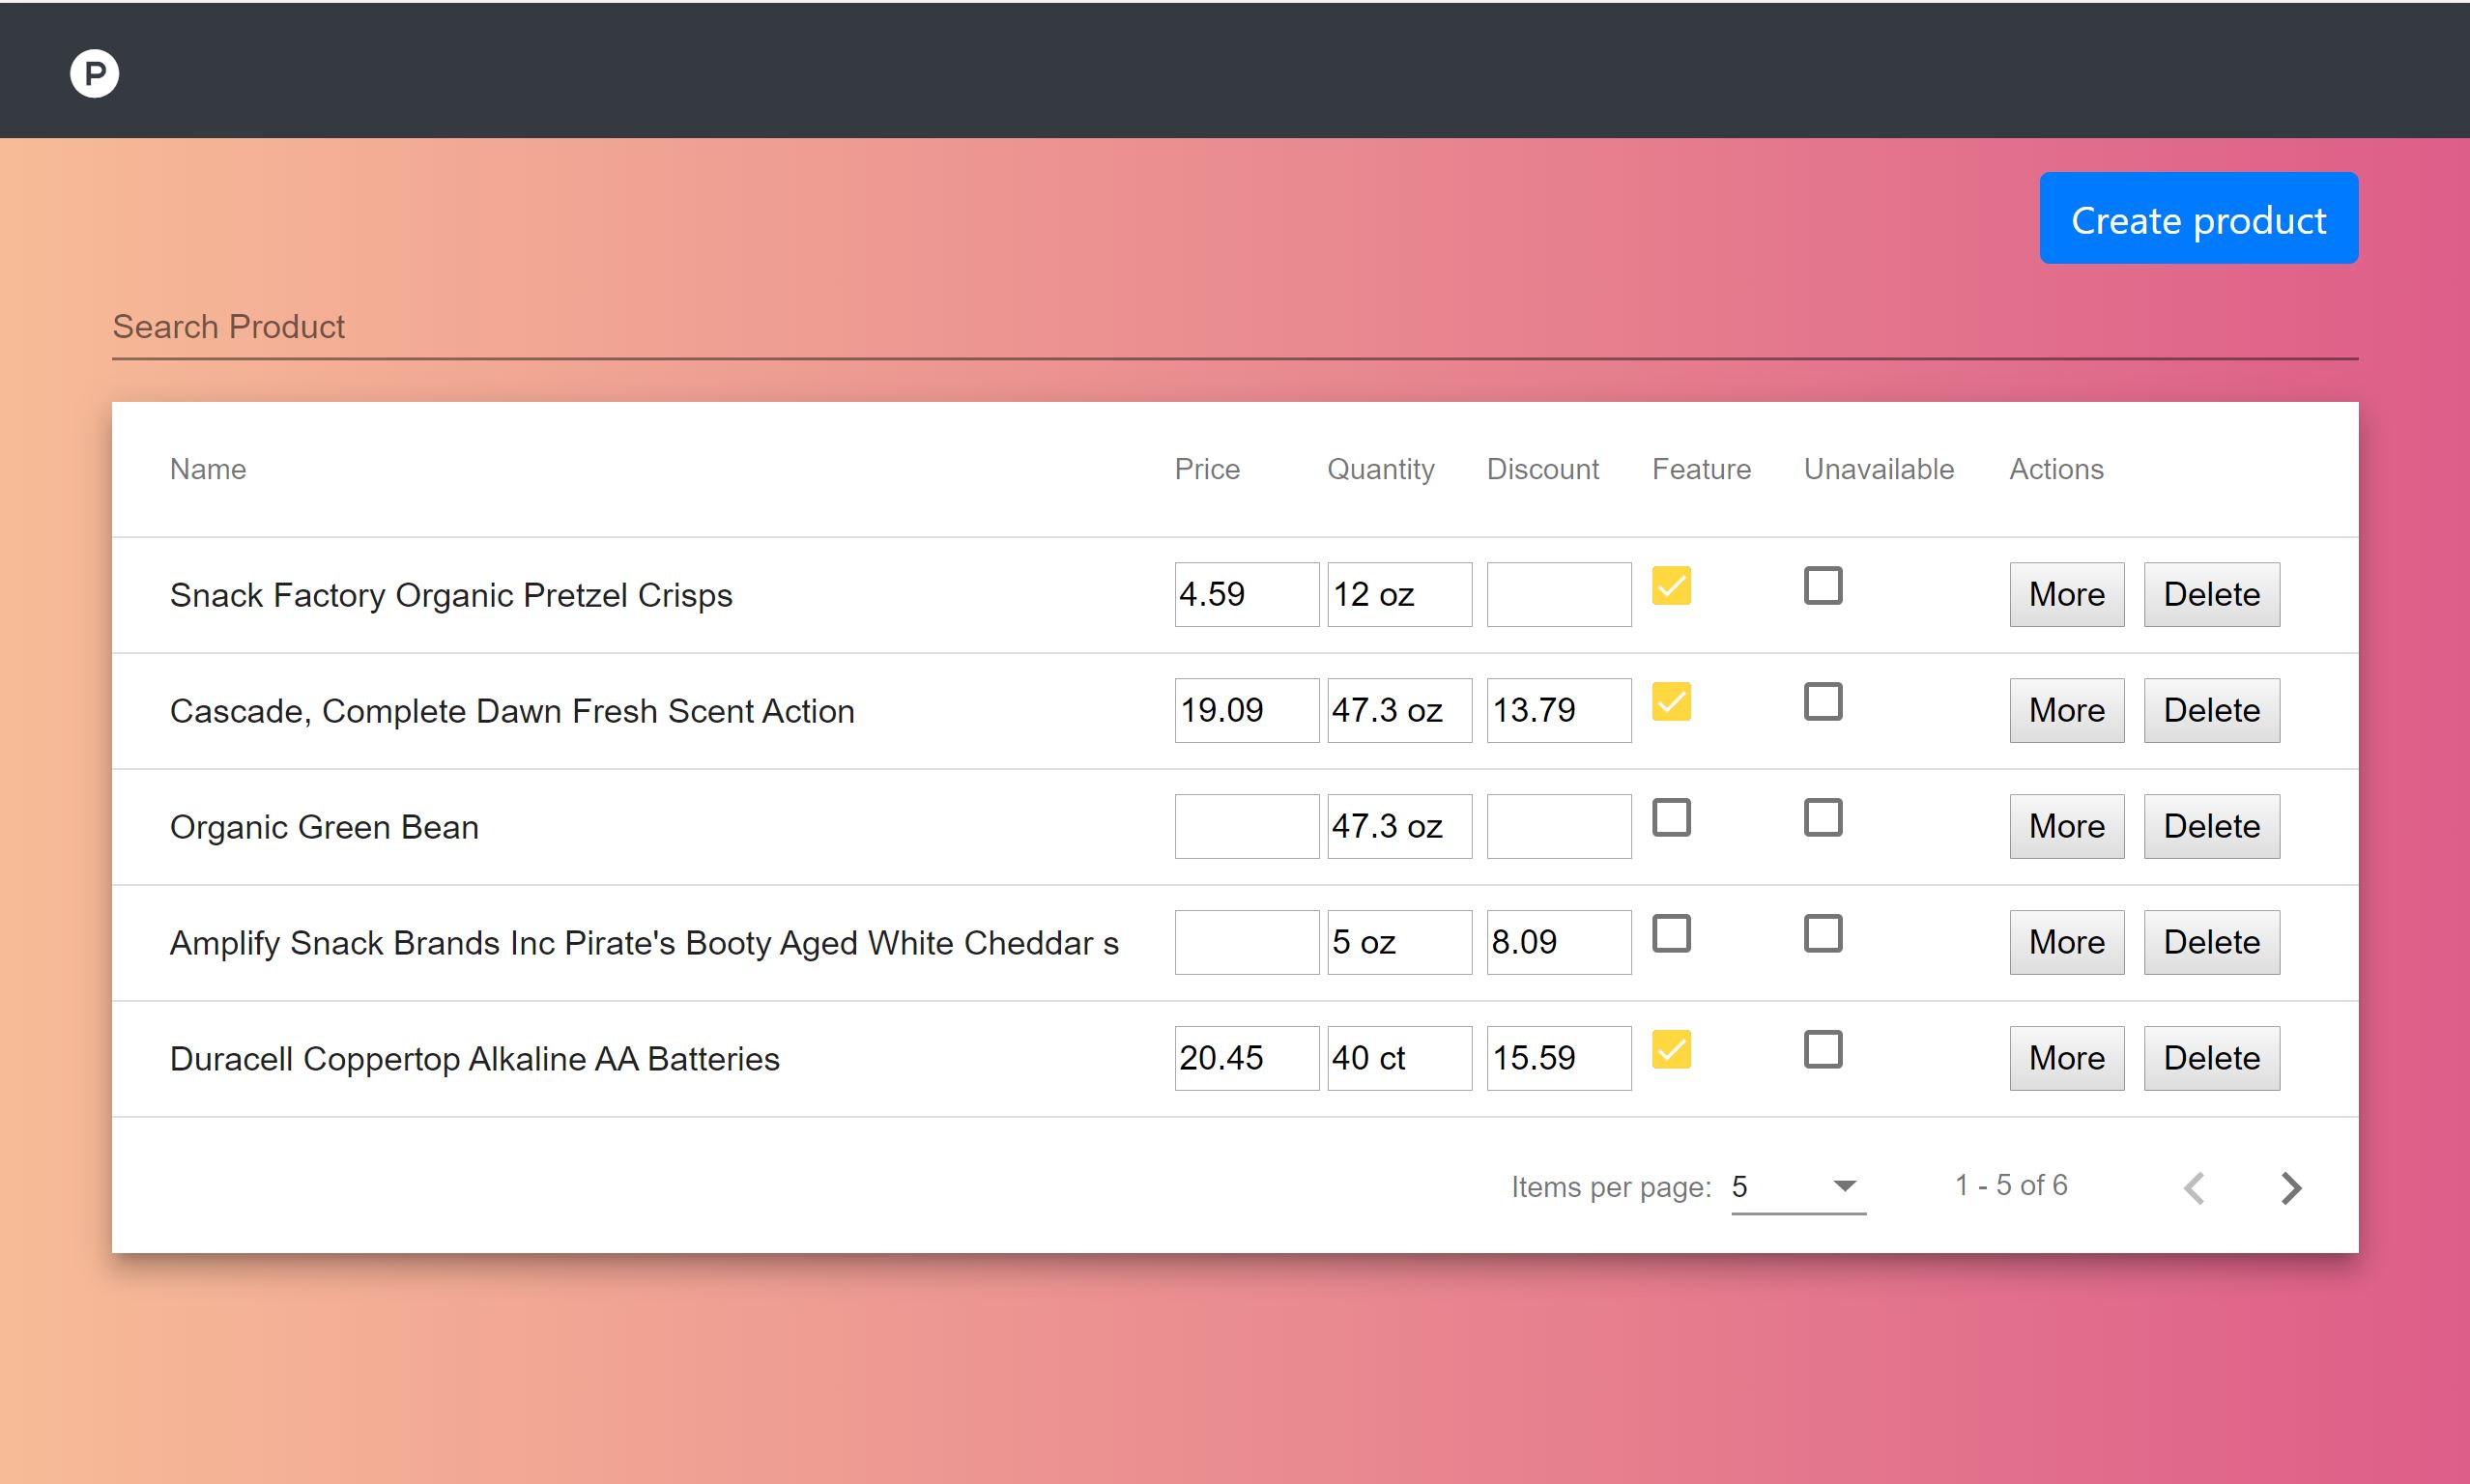 P
Create product
Search Product
Name Price Quantity Discount Feature Unavailable Actions
Snack Factory Organic Pretzel Crisps 4.59 12 oz More Delete
Cascade, Complete Dawn Fresh Scent Action 19.09 47.3 oz 13.79 More Delete
Organic Green Bean 47.3 oz More Delete
Amplify Snack Brands Inc Pirate's Booty Aged White Cheddar s 5 oz 8.09 More Delete
Duracell Coppertop Alkaline AA Batteries 20.45 40 ct 15.59 More Delete
Items per page: 5 1 - 5 of 6